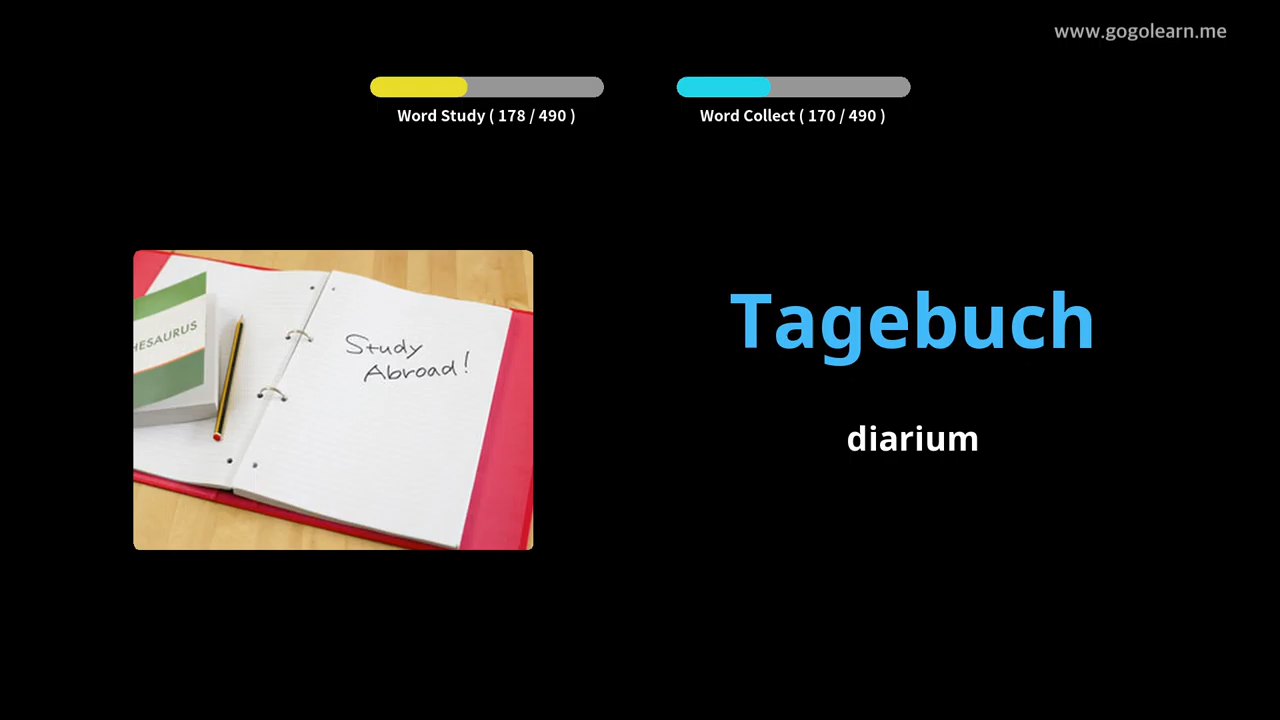 www.gogolearn.me
Word Study ( 178 / 490 )
Word Collect ( 170 / 490 )
HESAURUS
Study
Abroad!
Tagebuch
diarium